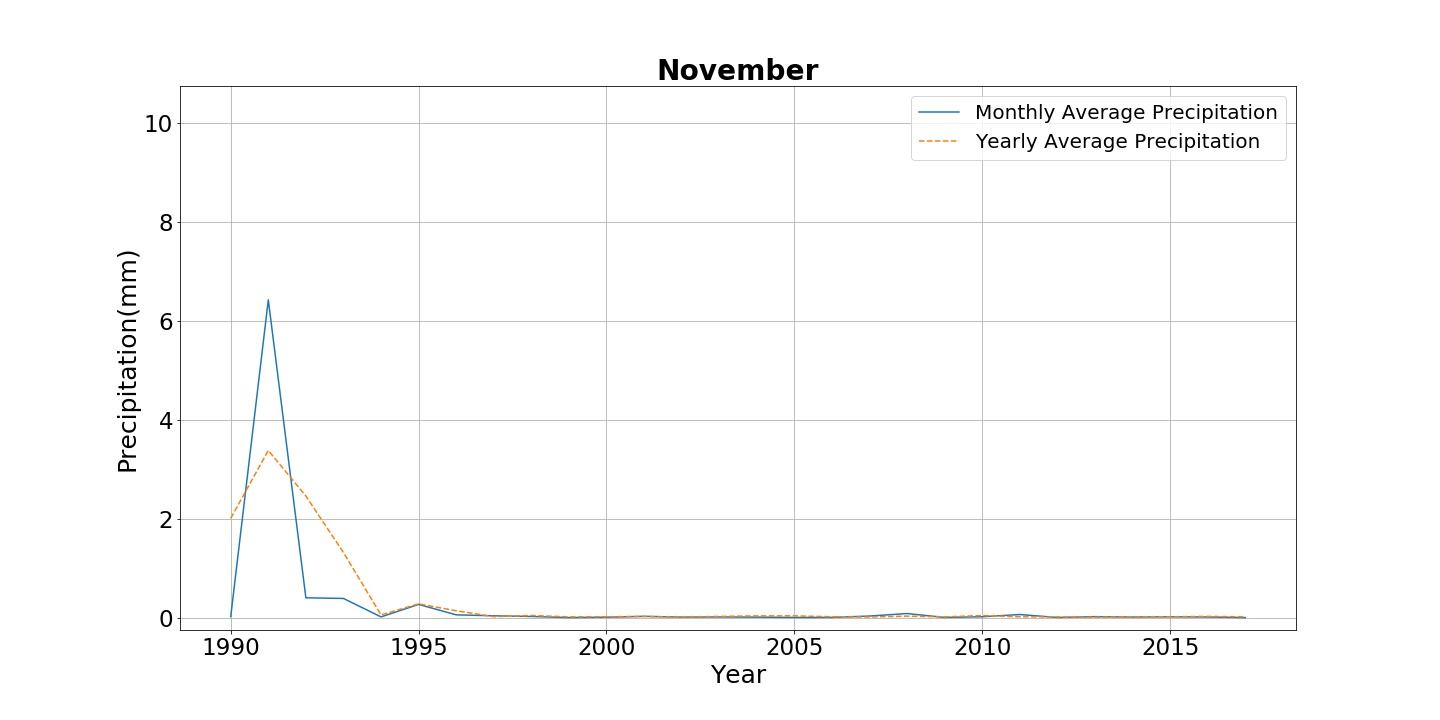 November
Monthly Average Precipitation
Yearly Average Precipitation
Precipitation(mm)
10
8
6
4
2
0
1990 1995 2000 2005 2010 2015
Year